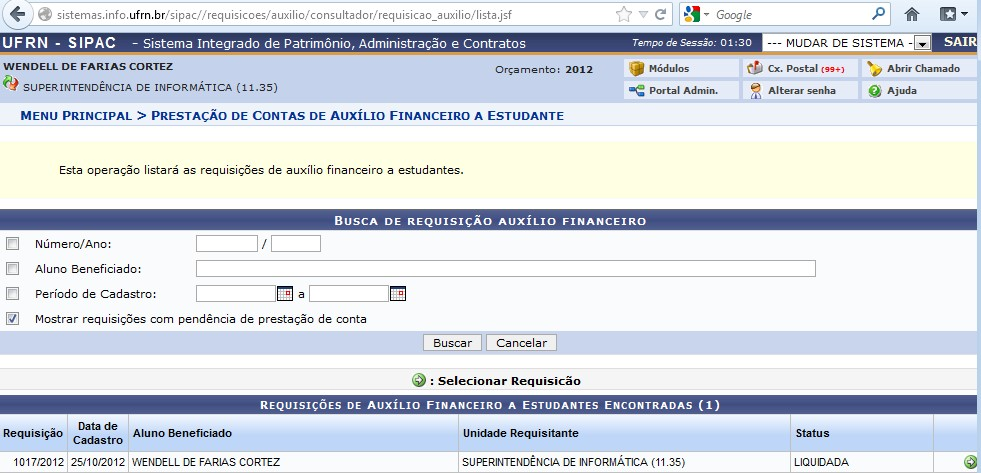 sistemas.info.ufrn.br/sipac//requisicoes/auxilio/consultador/requisicao_auxilio/lista.jsf Google
UFRN - SIPAC - Sistema Integrado de Patrimônio, Administração e Contratos Tempo de Sessão: 01:30 --- MUDAR DE SISTEMA - SAIR
WENDELL DE FARIAS CORTEZ Orçamento: 2012 Módulos Cx. Postal (99+) Abrir Chamado
SUPERINTENDÊNCIA DE INFORMÁTICA (11.35) Portal Admin. Alterar senha Ajuda
MENU PRINCIPAL > PRESTAÇÃO DE CONTAS DE AUXÍLIO FINANCEIRO A ESTUDANTE
Esta operação listará as requisições de auxílio financeiro a estudantes.
BUSCA DE REQUISIÇÃO AUXÍLIO FINANCEIRO
Número/Ano: /
Aluno Beneficiado:
Período de Cadastro: a
Mostrar requisições com pendência de prestação de conta
Buscar Cancelar
: Selecionar Requisicão
REQUISIÇÕES DE AUXÍLIO FINANCEIRO A ESTUDANTES ENCONTRADAS (1)
Requisição Data de Cadastro Aluno Beneficiado Unidade Requisitante Status
1017/2012 25/10/2012 WENDELL DE FARIAS CORTEZ SUPERINTENDÊNCIA DE INFORMÁTICA (11.35) LIQUIDADA